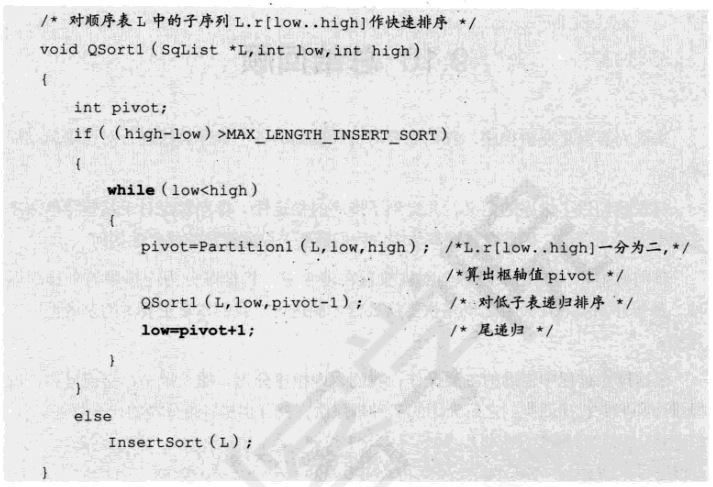 /* 对顺序表 L 中的子序列 L.r[low..high]作快速排序 */
void QSort1(SqList *L,int low,int high)
{
int pivot;
if((high-low)>MAX_LENGTH_INSERT_SORT)
{
while(low<high)
{
pivot=Partition1(L,low,high); /*L.r[low..high]一分为二,*/
/*算出枢轴值 pivot */
QSort1(L,low,pivot-1); /* 对低子表递归排序 */
low=pivot+1; /* 尾递归 */
}
}
else
InsertSort(L);
}